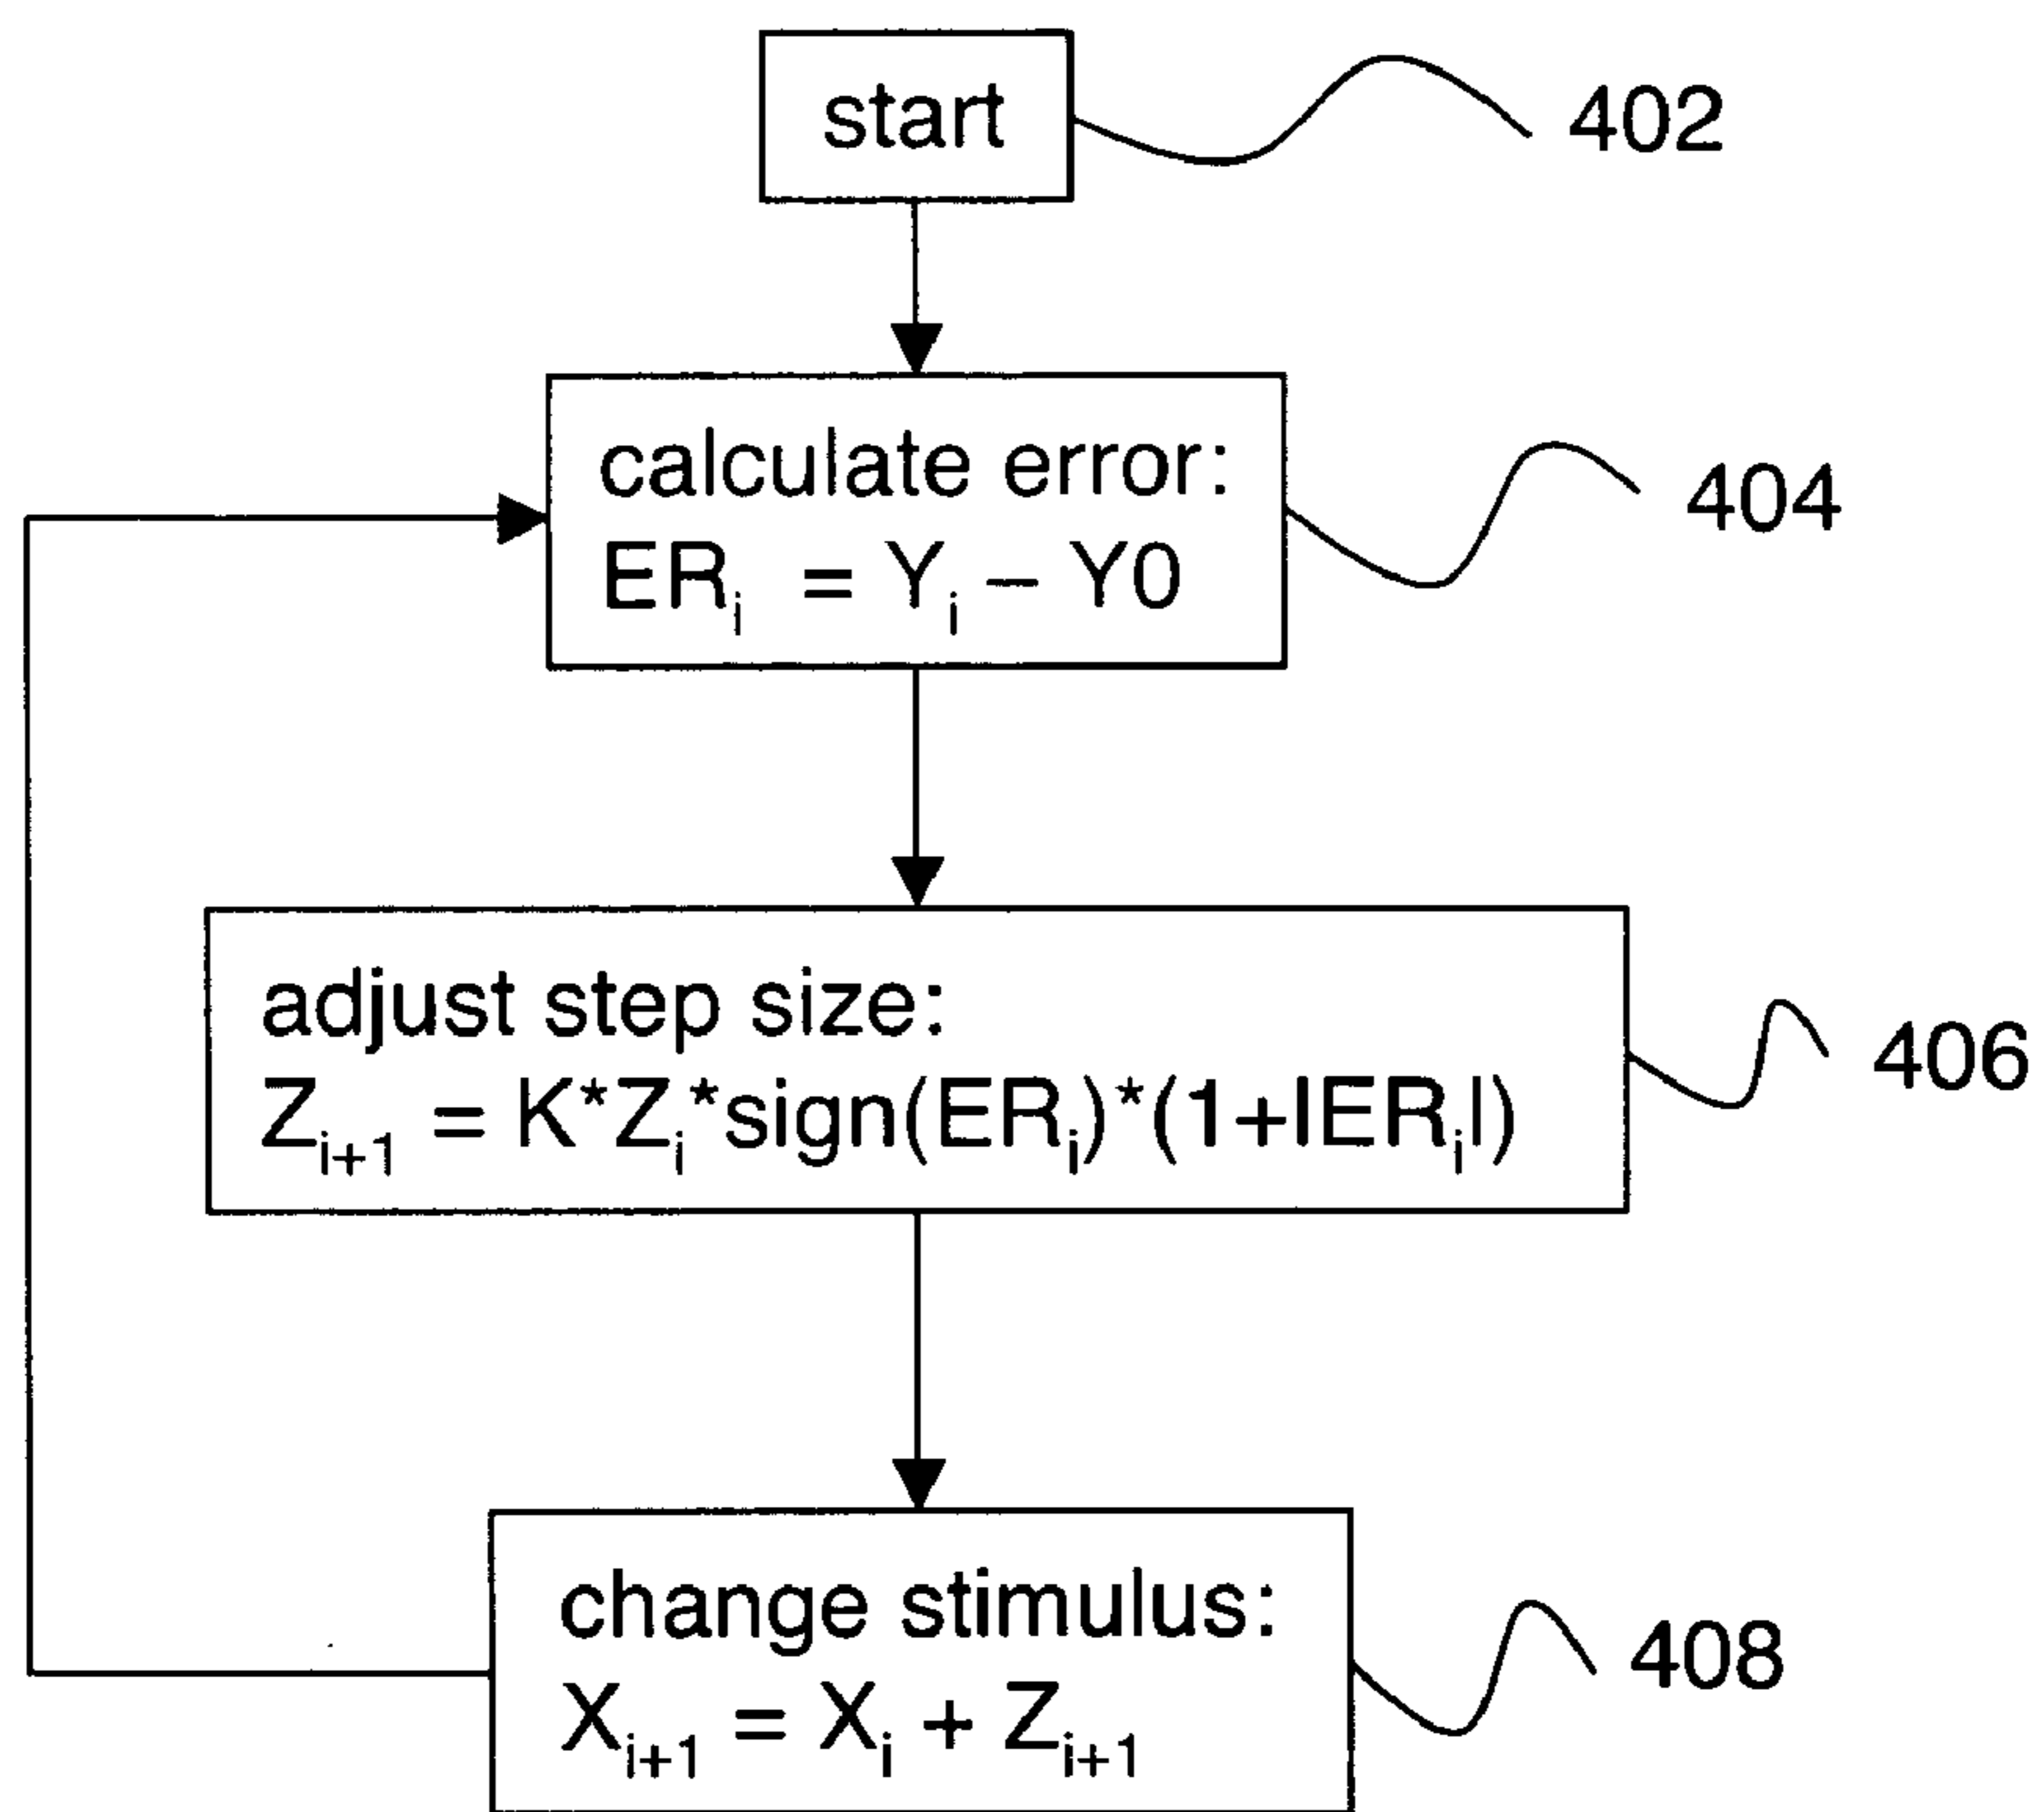 start
402
calculate error:
ERᵢ = Yᵢ – Y0
404
adjust step size:
Zᵢ₊₁ = K*Zᵢ*sign(ERᵢ)*(1+|ERᵢ|)
406
change stimulus:
Xᵢ₊₁ = Xᵢ + Zᵢ₊₁
408